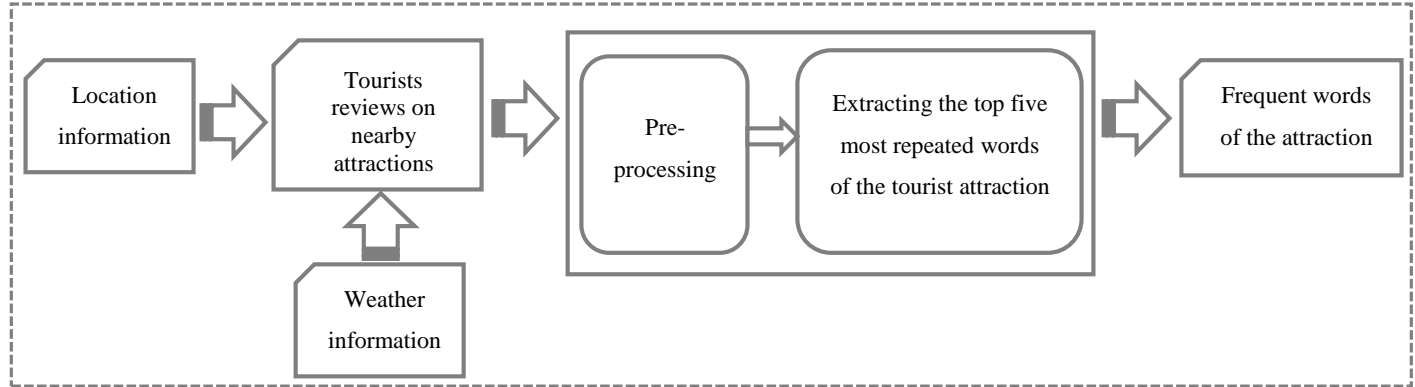 Location
information
Tourists
reviews on
nearby
attractions
Weather
information
Pre-
processing
Extracting the top five
most repeated words
of the tourist attraction
Frequent words
of the attraction